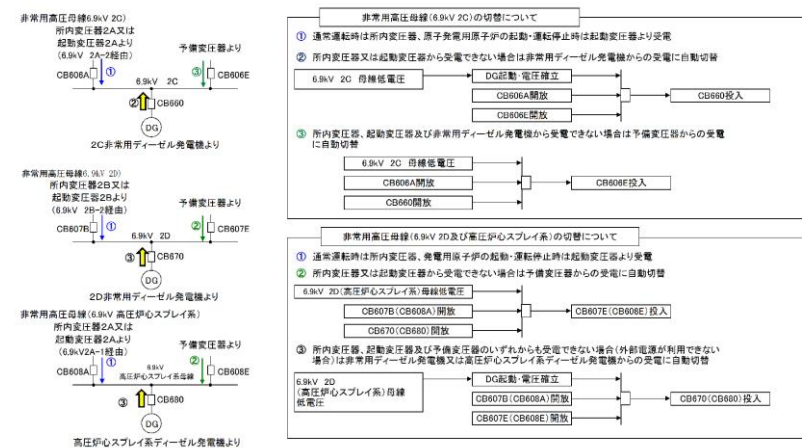 非常用高圧母線(6.9kV 2C)
所内変圧器2A又は
起動変圧器2Aより
(6.9kV 2A-2経由)
予備変圧器より
CB606A
①
③
CB606E
6.9kV 2C
②
CB660
DG
2C非常用ディーゼル発電機より
非常用高圧母線(6.9kV 2D)
所内変圧器2B又は
起動変圧器2Bより
(6.9kV 2B-2経由)
予備変圧器より
CB607B
①
②
CB607E
6.9kV 2D
③
CB670
DG
2D非常用ディーゼル発電機より
非常用高圧母線(6.9kV 高圧炉心スプレイ系)
所内変圧器2A又は
起動変圧器2Aより
(6.9kV2A-1経由)
予備変圧器より
CB608A
①
6.9kV
高圧炉心スプレイ系母線
②
CB608E
③
CB680
DG
高圧炉心スプレイ系ディーゼル発電機より
非常用高圧母線(6.9kV 2C)の切替について
① 通常運転時は所内変圧器、原子発電用原子炉の起動・運転停止時は起動変圧器より受電
② 所内変圧器又は起動変圧器から受電できない場合は非常用ディーゼル発電機からの受電に自動切替
6.9kV 2C 母線低電圧
DG起動・電圧確立
CB606A開放
CB606E開放
CB660投入
③ 所内変圧器、起動変圧器及び非常用ディーゼル発電機から受電できない場合は予備変圧器からの受電
に自動切替
6.9kV 2C 母線低電圧
CB606A開放
CB660開放
CB606E投入
非常用高圧母線(6.9kV 2D及び高圧炉心スプレイ系)の切替について
① 通常運転時は所内変圧器、発電用原子炉の起動・運転停止時は起動変圧器より受電
② 所内変圧器又は起動変圧器から受電できない場合は予備変圧器からの受電に自動切替
6.9kV 2D(高圧炉心スプレイ系)母線低電圧
CB607B(CB608A)開放
CB670(CB680)開放
CB607E(CB608E)投入
③ 所内変圧器、起動変圧器及び予備変圧器のいずれからも受電できない場合(外部電源が利用できない
場合)は非常用ディーゼル発電機又は高圧炉心スプレイ系ディーゼル発電機からの受電に自動切替
6.9kV 2D
(高圧炉心スプレイ系)母線
低電圧
DG起動・電圧確立
CB607B(CB608A)開放
CB607E(CB608E)開放
CB670(CB680)投入